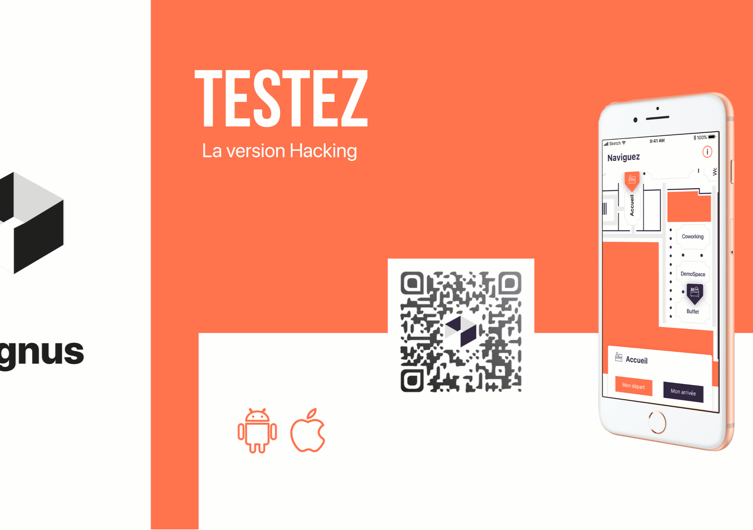 gnus
TESTEZ
La version Hacking
Sketch
9:41 AM
100%
Naviguez
i
WC
Accueil
Coworking
DemoSpace
Buffet
Accueil
Mon départ
Mon arrivée